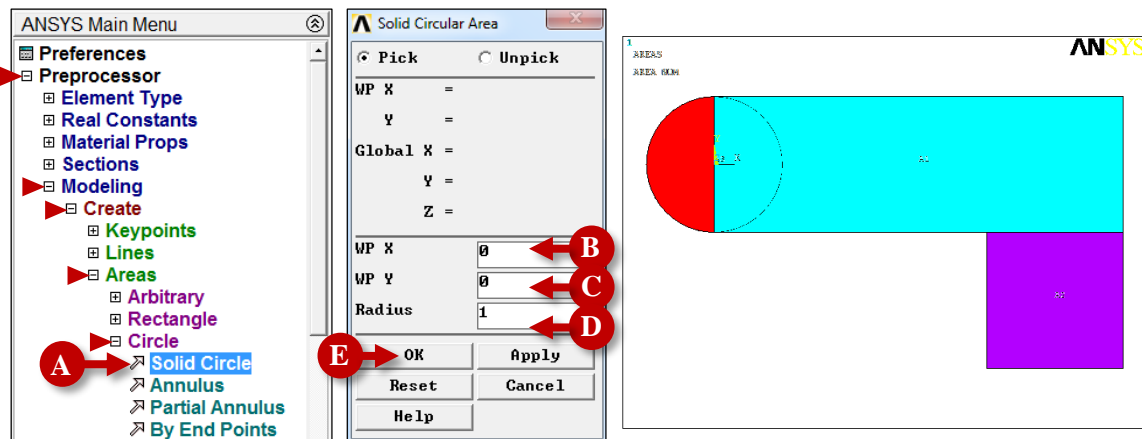 ANSYS Main Menu
Preferences
Preprocessor
Element Type
Real Constants
Material Props
Sections
Modeling
Create
Keypoints
Lines
Areas
Arbitrary
Rectangle
Circle
A
Solid Circle
Annulus
Partial Annulus
By End Points
Solid Circular Area
Pick Unpick
WP X =
Y =
Global X =
Y =
Z =
WP X 0 B
WP Y 0 C
Radius 1 D
E OK Apply
Reset Cancel
Help
1
AREAS
AREA NUM
ANSYS
X
A1